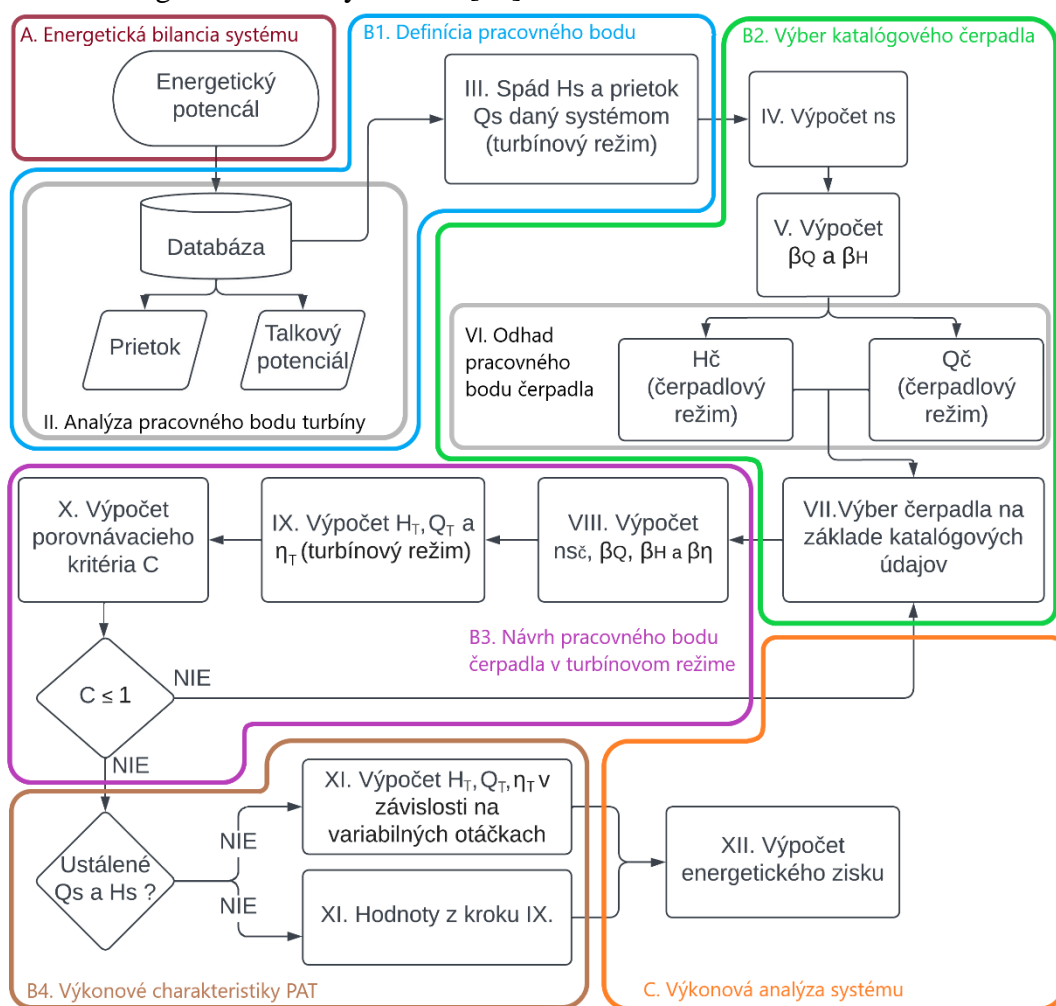 A. Energetická bilancia systému
Energetický
potencál
B1. Definícia pracovného bodu
III. Spád Hs a prietok
Qs daný systémom
(turbínový režim)
B2. Výber katalógového čerpadla
IV. Výpočet ns
V. Výpočet
βQ a βH
Databáza
Prietok
Talkový
potenciál
II. Analýza pracovného bodu turbíny
VI. Odhad
pracovného
bodu čerpadla
Hč
(čerpadlový
režim)
Qč
(čerpadlový
režim)
VII.Výber čerpadla na
základe katalógových
údajov
VIII. Výpočet
nsč, βQ, βH a βη
IX. Výpočet HT, QT a
ηT (turbínový režim)
X. Výpočet
porovnávacieho
kritéria C
B3. Návrh pracovného bodu
čerpadla v turbínovom režime
C ≤ 1
NIE
NIE
Ustálené
Qs a Hs ?
NIE
NIE
XI. Výpočet HT, QT, ηT v
závislosti na
variabilných otáčkach
XI. Hodnoty z kroku IX.
B4. Výkonové charakteristiky PAT
XII. Výpočet
energetického zisku
C. Výkonová analýza systému